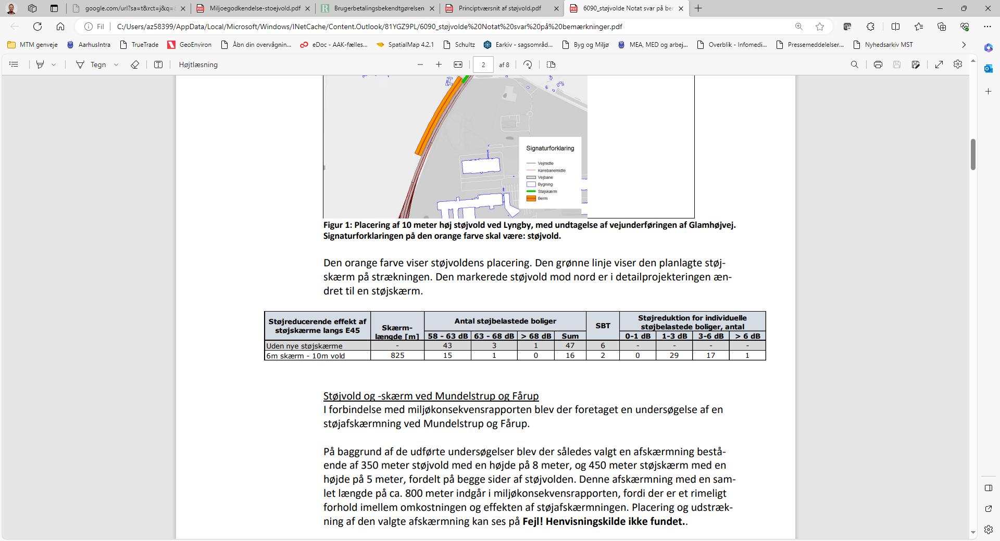 google.com/url?sa=t&rct=j&q=&
Miljoegodkendelse-stoejvold.pdf
Brugerbetalingsbekendtgørelsen
Principtværsnit af støjvold.pdf
6090_støjvolde Notat svar på be
Fil
C:/Users/az58399/AppData/Local/Microsoft/Windows/INetCache/Content.Outlook/81YGZ9PL/6090_støjvolde%20Notat%20svar%20på%20bemærkninger.pdf
MTM genveje
AarhusIntra
TrueTrade
GeoEnviron
Åbn din overvågnin...
eDoc - AAK-fælles...
SpatialMap 4.2.1
Schultz
Earkiv - sagsområd...
Byg og Miljø
MEA, MED og arbej...
Overblik - Infomedi...
Pressemeddelelser...
Nyhedsarkiv MST
Tegn
Højtlæsning
2 af 8
Signaturforklaring
Vejmidte
Kørebanemidte
Vejbane
Bygning
Støjskærm
Berm
Figur 1: Placering af 10 meter høj støjvold ved Lyngby, med undtagelse af vejunderføringen af Glamhøjvej.
Signaturforklaringen på den orange farve skal være: støjvold.
Den orange farve viser støjvoldens placering. Den grønne linje viser den planlagte støj-
skærm på strækningen. Den markerede støjvold mod nord er i detailprojekteringen æn-
dret til en støjskærm.
Støjreducerende effekt af støjskærme langs E45
Skærm-længde [m]
Antal støjbelastede boliger
SBT
Støjreduktion for individuelle støjbelastede boliger, antal
58 - 63 dB 63 - 68 dB > 68 dB Sum 0-1 dB 1-3 dB 3-6 dB > 6 dB
Uden nye støjskærme - 43 3 1 47 6 - - - -
6m skærm - 10m vold 825 15 1 0 16 2 0 29 17 1
Støjvold og -skærm ved Mundelstrup og Fårup
I forbindelse med miljøkonsekvensrapporten blev der foretaget en undersøgelse af en
støjafskærmning ved Mundelstrup og Fårup.
På baggrund af de udførte undersøgelser blev der således valgt en afskærmning bestå-
ende af 350 meter støjvold med en højde på 8 meter, og 450 meter støjskærm med en
højde på 5 meter, fordelt på begge sider af støjvolden. Denne afskærmning med en sam-
let længde på ca. 800 meter indgår i miljøkonsekvensrapporten, fordi der er et rimeligt
forhold imellem omkostningen og effekten af støjafskærmningen. Placering og udstræk-
ning af den valgte afskærmning kan ses på Fejl! Henvisningskilde ikke fundet..